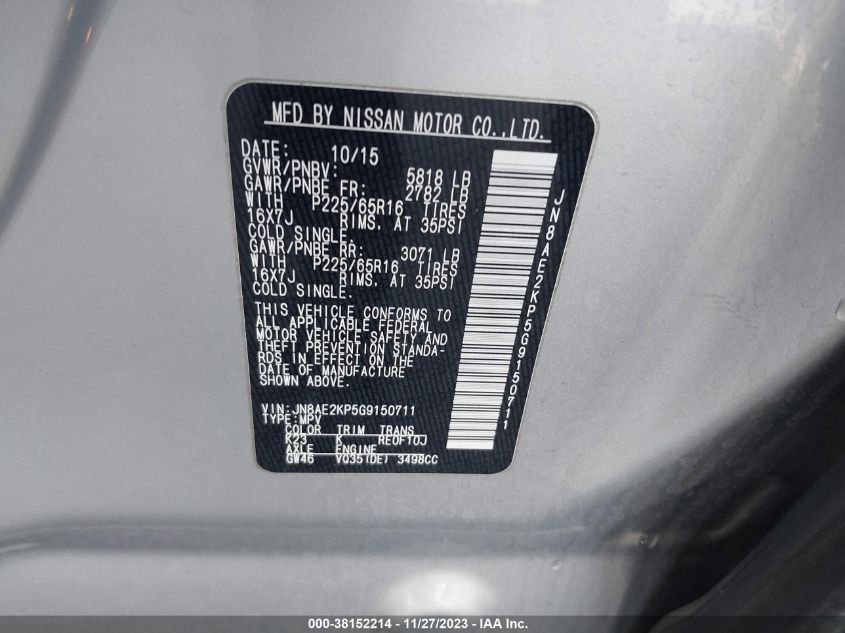 MFD BY NISSAN MOTOR CO.,LTD.
DATE: 10/15
GVWR/PNBV: 5818 LB
GAWR/PNBE FR: 2782 LB
WITH P225/65R16 TIRES
16X7J RIMS. AT 35PSI
COLD SINGLE.
GAWR/PNBE RR: 3071 LB
WITH P225/65R16 TIRES
16X7J RIMS. AT 35PSI
COLD SINGLE.
THIS VEHICLE CONFORMS TO
ALL APPLICABLE FEDERAL
MOTOR VEHICLE SAFETY AND
THEFT PREVENTION STANDA-
RDS IN EFFECT ON THE
DATE OF MANUFACTURE
SHOWN ABOVE.
VIN:JN8AE2KP5G9150711
TYPE:MPV
COLOR TRIM TRANS
K23 K RE0F10J
AXLE ENGINE
GW46 VQ35(DE) 3498CC
JN8AE2KP5G9150711
000-38152214 - 11/27/2023 - IAA Inc.